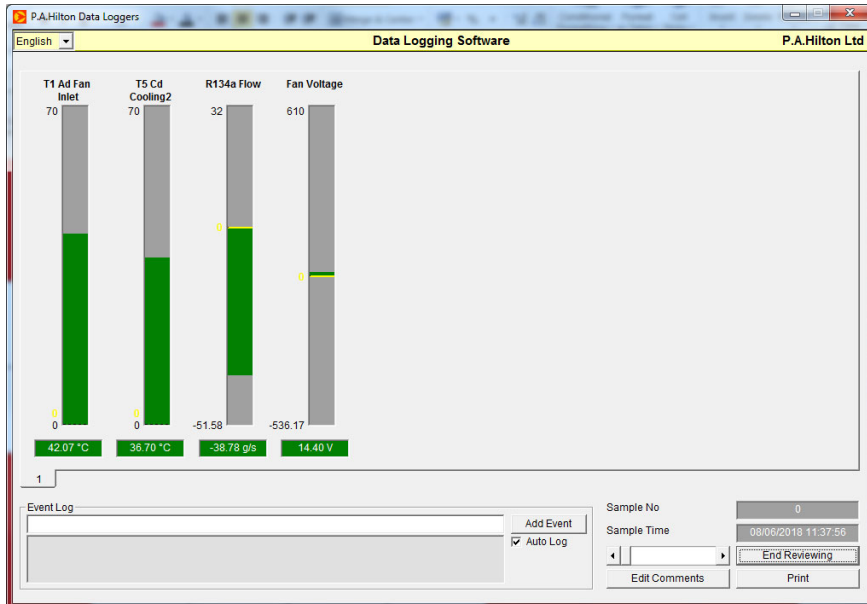 P.A.Hilton Data Loggers
English
Data Logging Software
P.A.Hilton Ltd
T1 Ad Fan Inlet
T5 Cd Cooling2
R134a Flow
Fan Voltage
70
70
32
610
0
0
0
0
0
0
-51.58
-536.17
42.07 °C
36.70 °C
-38.78 g/s
14.40 V
1
Event Log
Add Event
Auto Log
Sample No
0
Sample Time
08/06/2018 11:37:56
End Reviewing
Edit Comments
Print